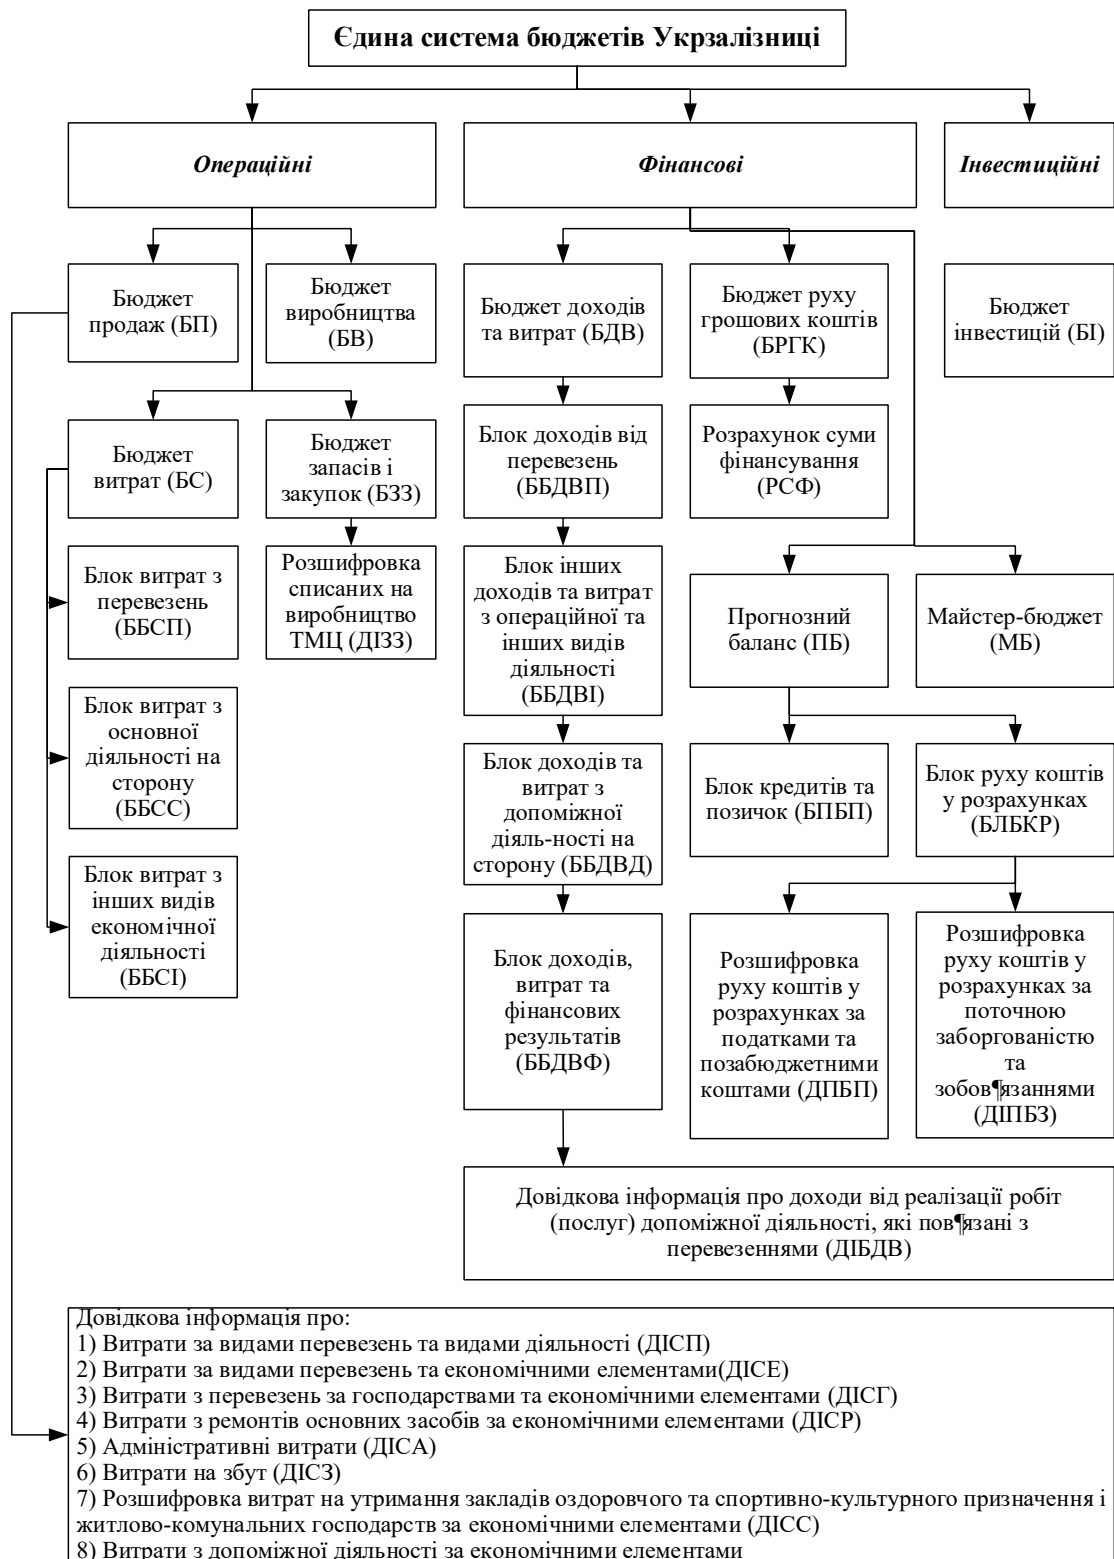 Єдина система бюджетів Укрзалізниці
Операційні
Фінансові
Інвестиційні
Бюджет
продаж (БП)
Бюджет
виробництва
(БВ)
Бюджет доходів
та витрат (БДВ)
Бюджет руху
грошових коштів
(БРГК)
Бюджет
інвестицій (БІ)
Бюджет
витрат (БС)
Бюджет
запасів і
закупок (БЗЗ)
Блок доходів від
перевезень
(ББДВП)
Розрахунок суми
фінансування
(РСФ)
Блок витрат з
перевезень
(ББСП)
Розшифровка
списаних на
виробництво
ТМЦ (ДІЗЗ)
Блок інших
доходів та витрат
з операційної та
інших видів
діяльності
(ББДВІ)
Прогнозний
баланс (ПБ)
Майстер-бюджет
(МБ)
Блок витрат з
основної
діяльності на
сторону
(ББСС)
Блок доходів та
витрат з
допоміжної
діяль-ності на
сторону (ББДВД)
Блок кредитів та
позичок (БПБП)
Блок руху коштів
у розрахунках
(БЛБКР)
Блок витрат з
інших видів
економічної
діяльності
(ББСІ)
Блок доходів,
витрат та
фінансових
результатів
(ББДВФ)
Розшифровка
руху коштів у
розрахунках за
податками та
позабюджетними
коштами (ДПБП)
Розшифровка
руху коштів у
розрахунках за
поточною
заборгованістю
та
зобов¶язаннями
(ДІПБЗ)
Довідкова інформація про доходи від реалізації робіт
(послуг) допоміжної діяльності, які пов¶язані з
перевезеннями (ДІБДВ)
Довідкова інформація про:
1) Витрати за видами перевезень та видами діяльності (ДІСП)
2) Витрати за видами перевезень та економічними елементами(ДІСЕ)
3) Витрати з перевезень за господарствами та економічними елементами (ДІСГ)
4) Витрати з ремонтів основних засобів за економічними елементами (ДІСР)
5) Адміністративні витрати (ДІСА)
6) Витрати на збут (ДІСЗ)
7) Розшифровка витрат на утримання закладів оздоровчого та спортивно-культурного призначення і
житлово-комунальних господарств за економічними елементами (ДІСС)
8) Витрати з допоміжної діяльності за економічними елементами